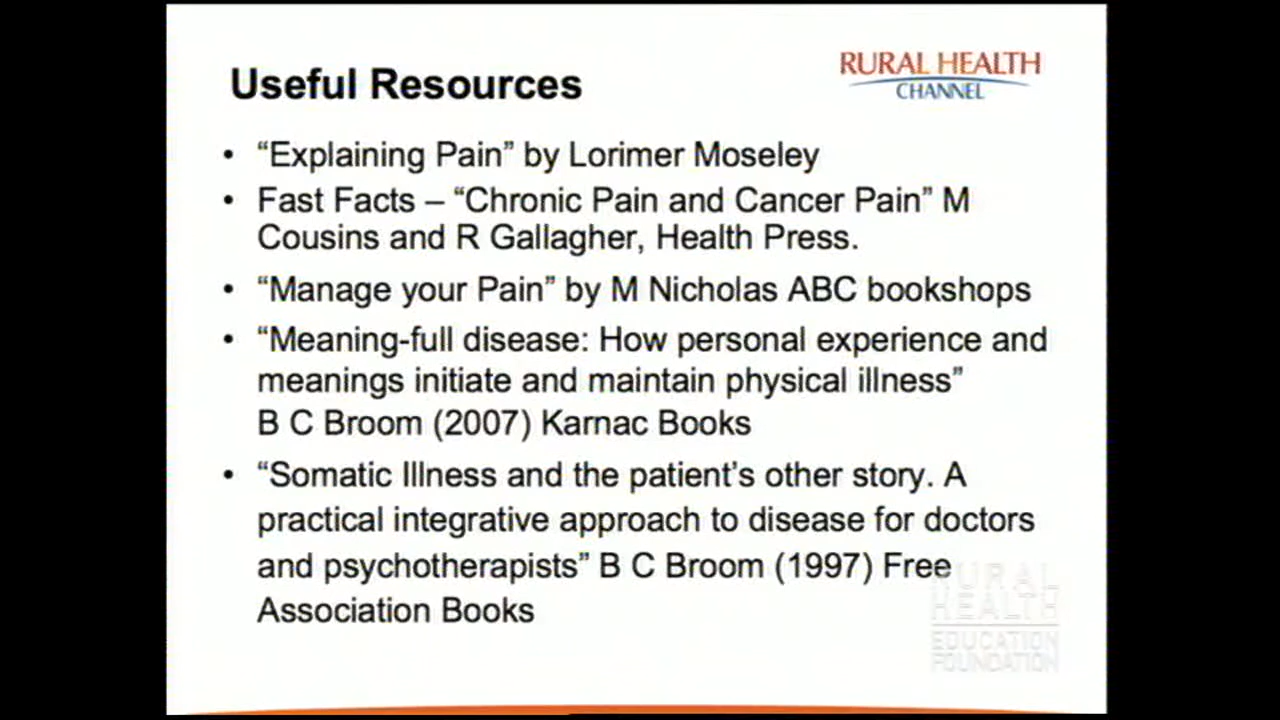 Useful Resources
RURAL HEALTH
CHANNEL
• “Explaining Pain” by Lorimer Moseley
• Fast Facts – “Chronic Pain and Cancer Pain” M
Cousins and R Gallagher, Health Press.
• “Manage your Pain” by M Nicholas ABC bookshops
• “Meaning-full disease: How personal experience and
meanings initiate and maintain physical illness”
B C Broom (2007) Karnac Books
• “Somatic Illness and the patient’s other story. A
practical integrative approach to disease for doctors
and psychotherapists” B C Broom (1997) Free
Association Books
RURAL
HEALTH
EDUCATION
FOUNDATION